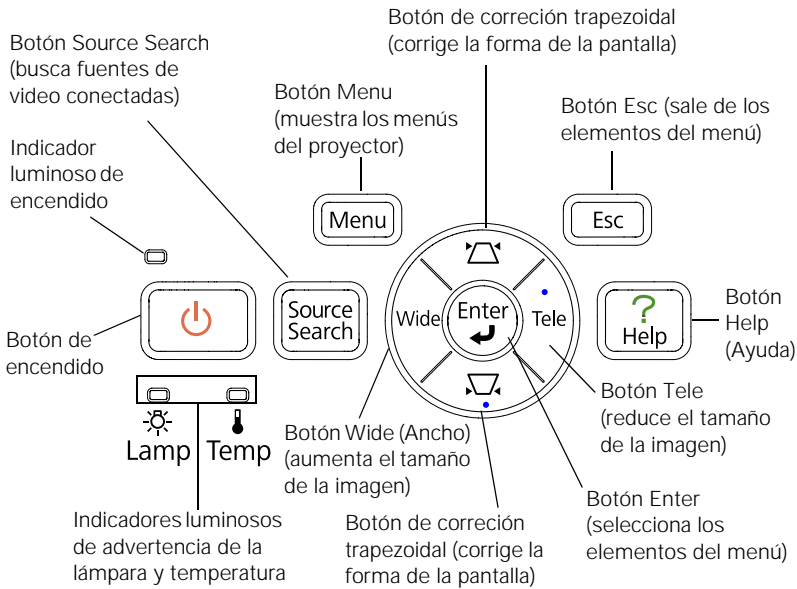 Botón de correción trapezoidal
(corrige la forma de la pantalla)
Botón Source Search
(busca fuentes de
video conectadas)
Botón Menu
(muestra los menús
del proyector)
Botón Esc (sale de los
elementos del menú)
Indicador
luminoso de
encendido
Menu
Esc
Source
Search
Wide
Enter
Tele
?
Help
Botón
Help
(Ayuda)
Botón de
encendido
Lamp
Temp
Botón Wide (Ancho)
(aumenta el tamaño
de la imagen)
Botón Tele
(reduce el tamaño
de la imagen)
Indicadores luminosos
de advertencia de la
lámpara y temperatura
Botón de correción
trapezoidal (corrige la
forma de la pantalla)
Botón Enter
(selecciona los
elementos del menú)